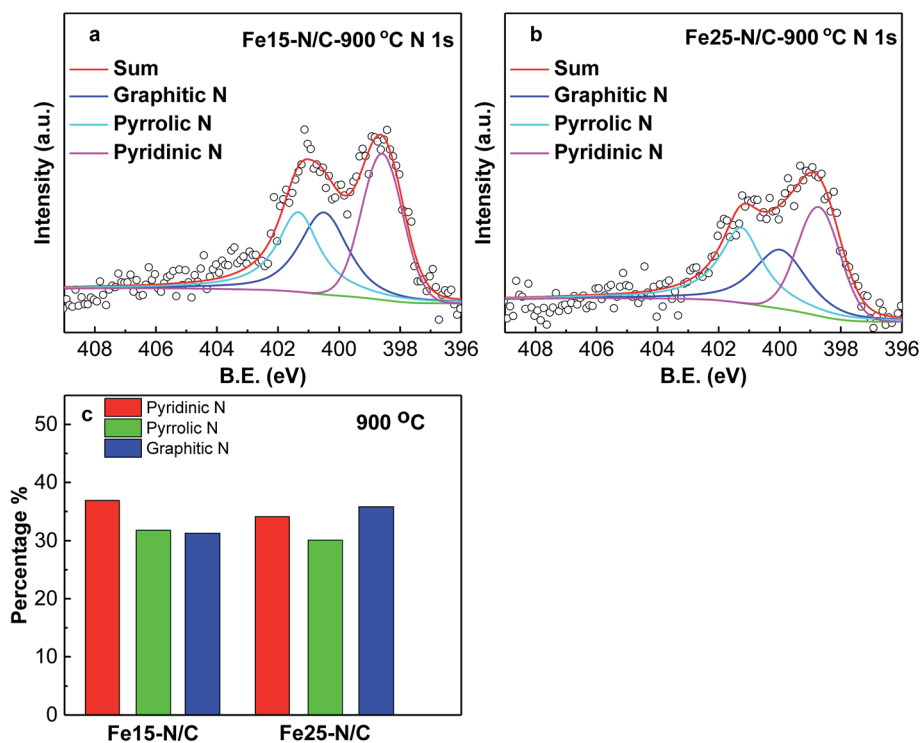 a
Fe15-N/C-900 °C N 1s
Sum
Graphitic N
Pyrrolic N
Pyridinic N
Intensity (a.u.)
408 406 404 402 400 398 396
B.E. (eV)
b
Fe25-N/C-900 °C N 1s
Sum
Graphitic N
Pyrrolic N
Pyridinic N
Intensity (a.u.)
408 406 404 402 400 398 396
B.E. (eV)
c
900 °C
Pyridinic N
Pyrrolic N
Graphitic N
Percentage %
50
40
30
20
10
0
Fe15-N/C Fe25-N/C